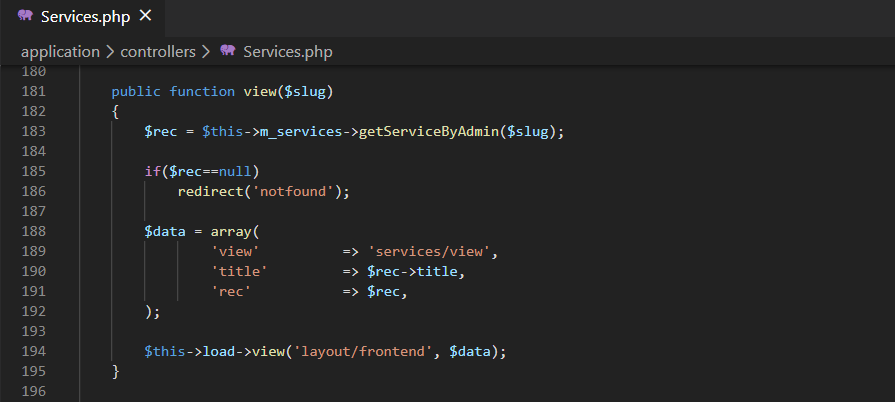 Services.php ×
application > controllers > Services.php
180
181 public function view($slug)
182 {
183 $rec = $this->m_services->getServiceByAdmin($slug);
184
185 if($rec==null)
186 redirect('notfound');
187
188 $data = array(
189 'view' => 'services/view',
190 'title' => $rec->title,
191 'rec' => $rec,
192 );
193
194 $this->load->view('layout/frontend', $data);
195 }
196